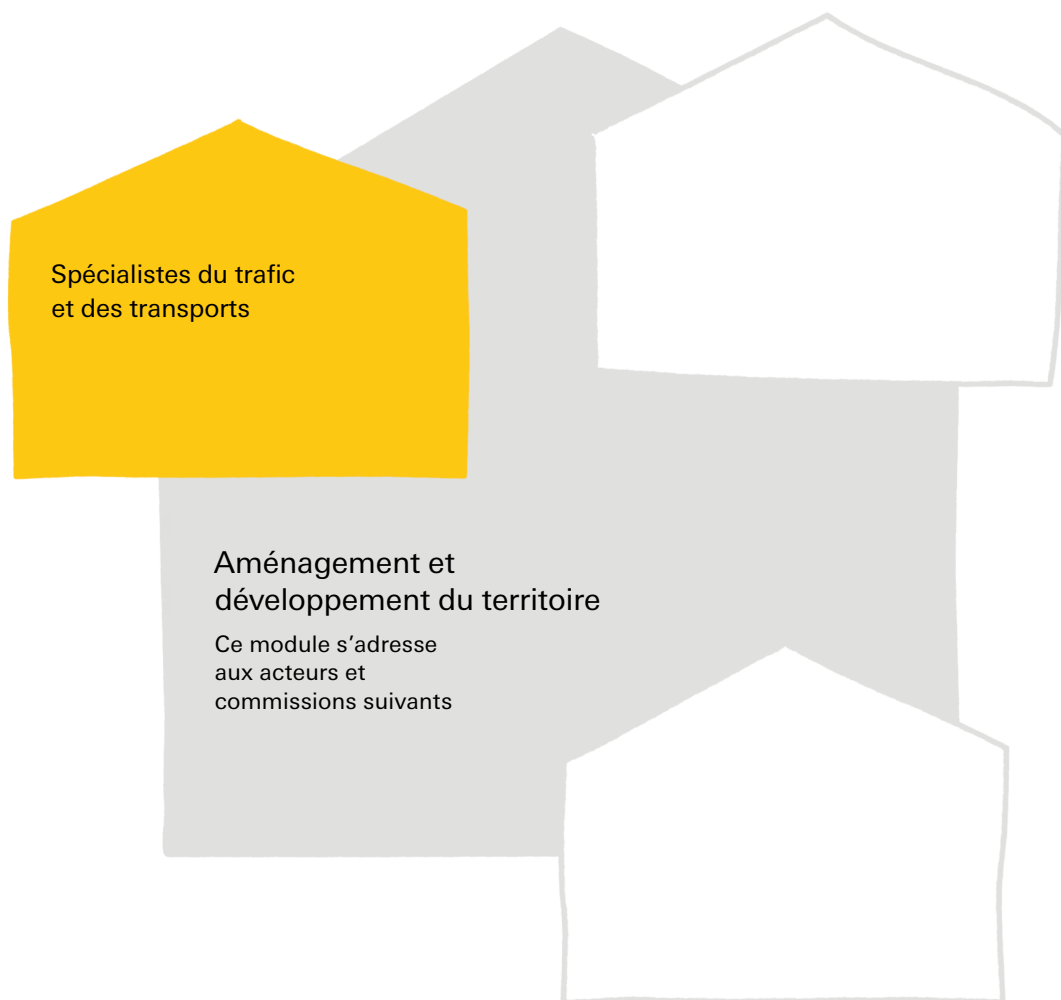 Spécialistes du trafic
et des transports
Aménagement et
développement du territoire
Ce module s’adresse
aux acteurs et
commissions suivants